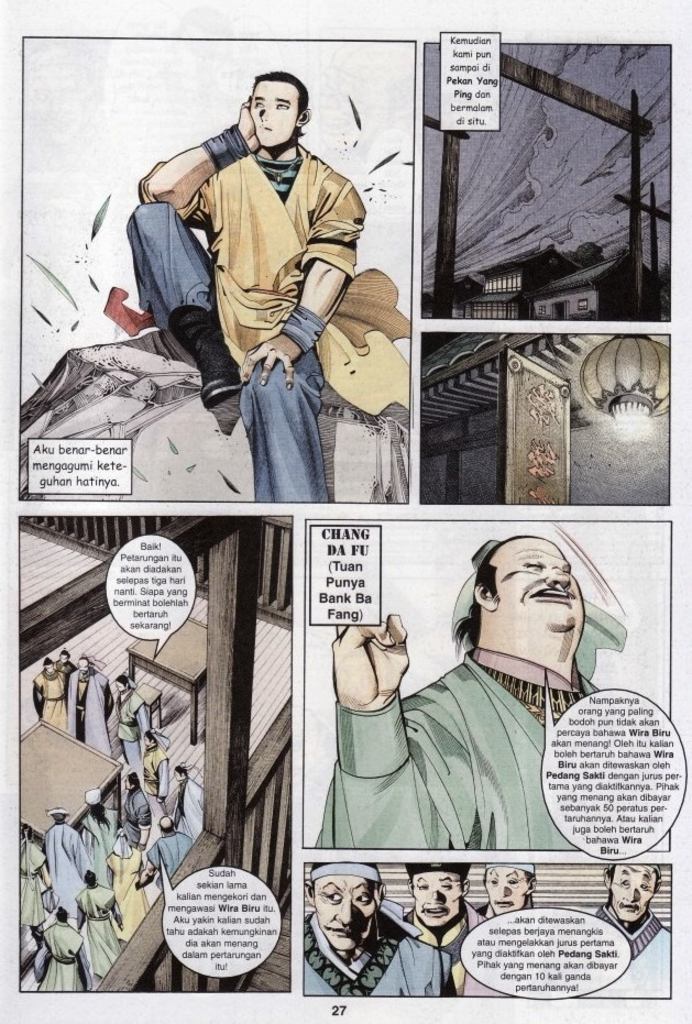 Aku benar-benar
mengagumi kete-
guhan hatinya.
Kemudian
kami pun
sampai di
Pekan Yang
Ping dan
bermalam
di situ.
Baik!
Petarungan itu
akan diadakan
selepas tiga hari
nanti. Siapa yang
berminat bolehlah
bertaruh
sekarang!
Sudah
sekian lama
korang kenali dan
mengawasi Wira Biru itu.
Aku yakin kalian sudah
tahu adakah kemungkinan
dia akan menang
dalam pertarungan
itu!
CHANG
DA FU
(Tuan
Punya
Bank Ba
Fang)
Nampaknya
orang yang paling
bodoh pun tidak akan
percaya bahawa Wira Biru
akan menang! Oleh itu kalian
boleh bertaruh bahawa Wira
Biru akan ditewaskan oleh
Pedang Sakti dengan jurus per-
tama yang diaktifkannya. Pihak
yang menang akan dibayar
sebanyak 50 peratus per-
taruhannya. Atau kalian
juga boleh bertaruh
bahawa Wira
Biru...
...akan ditewaskan
selepas berjaya menangkis
atau mengelakkan jurus pertama
yang diaktifkan oleh Pedang Sakti.
Pihak yang menang akan dibayar
dengan 10 kali ganda
pertaruhannya!
27